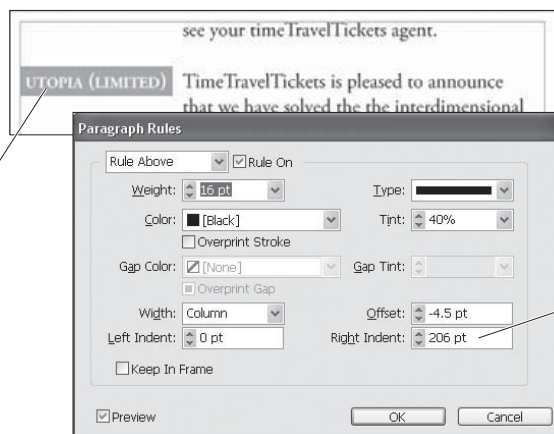 see your timeTravelTickets agent.
UTOPIA (LIMITED) TimeTravelTickets is pleased to announce
that we have solved the the interdimensional
Paragraph Rules
Rule Above Rule On
Weight: 16 pt Type:
Color: [Black] Tint: 40%
Overprint Stroke
Gap Color: [None] Gap Tint:
Overprint Gap
Width: Column Offset: -4.5 pt
Left Indent: 0 pt Right Indent: 206 pt
Keep In Frame
Preview OK Cancel